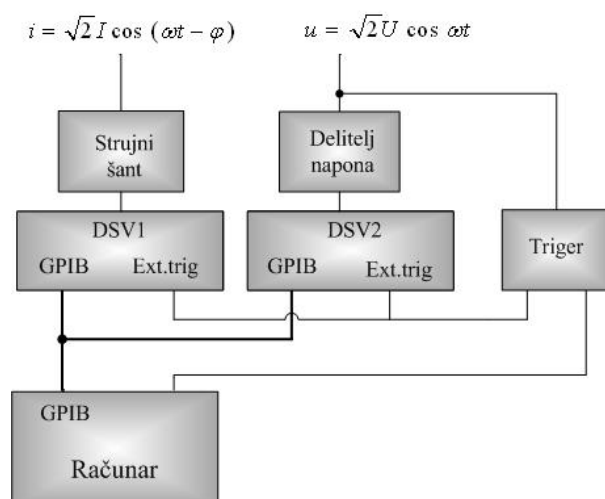 i = √2 I cos (ωt − φ)
u = √2 U cos ωt
Strujni
šant
Delitelj
napona
DSV1
GPIB Ext.trig
DSV2
GPIB Ext.trig
Triger
GPIB
Računar